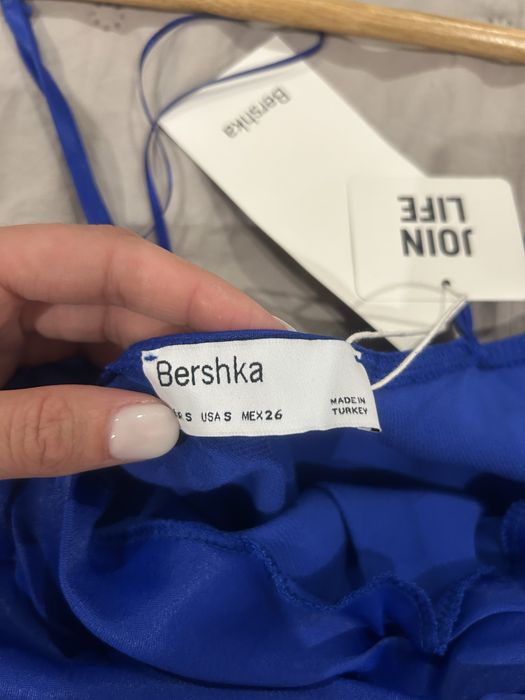 Bershka
JOIN
LIFE
Bershka
S USA S MEX 26
MADE IN
TURKEY